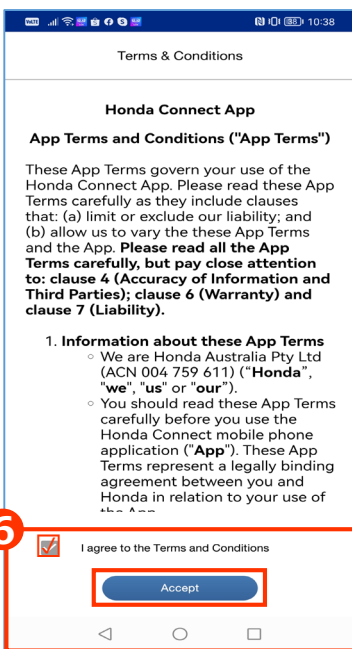 VoLTE 88 10:38
Terms & Conditions
Honda Connect App
App Terms and Conditions ("App Terms")
These App Terms govern your use of the
Honda Connect App. Please read these App
Terms carefully as they include clauses
that: (a) limit or exclude our liability; and
(b) allow us to vary the these App Terms
and the App. Please read all the App
Terms carefully, but pay close attention
to: clause 4 (Accuracy of Information and
Third Parties); clause 6 (Warranty) and
clause 7 (Liability).
1. Information about these App Terms
○ We are Honda Australia Pty Ltd
(ACN 004 759 611) ("Honda",
"we", "us" or "our").
○ You should read these App Terms
carefully before you use the
Honda Connect mobile phone
application ("App"). These App
Terms represent a legally binding
agreement between you and
Honda in relation to your use of
the App
6
I agree to the Terms and Conditions
Accept